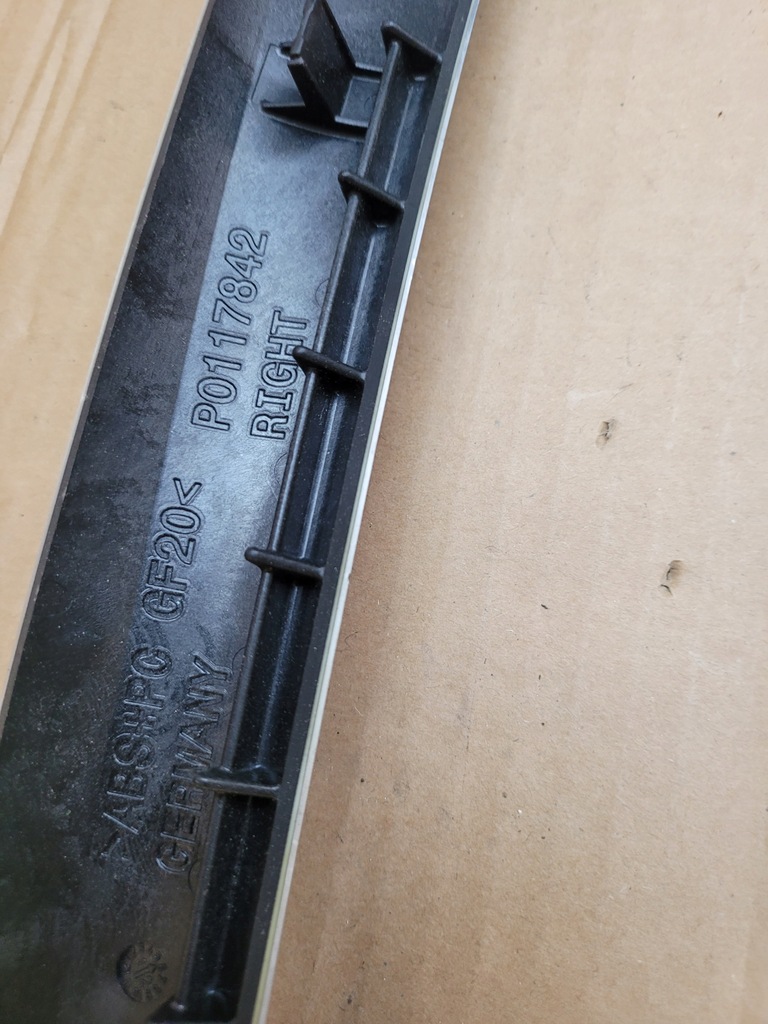 P0117842
RIGHT
>ABS+PC GF20<
GERMANY